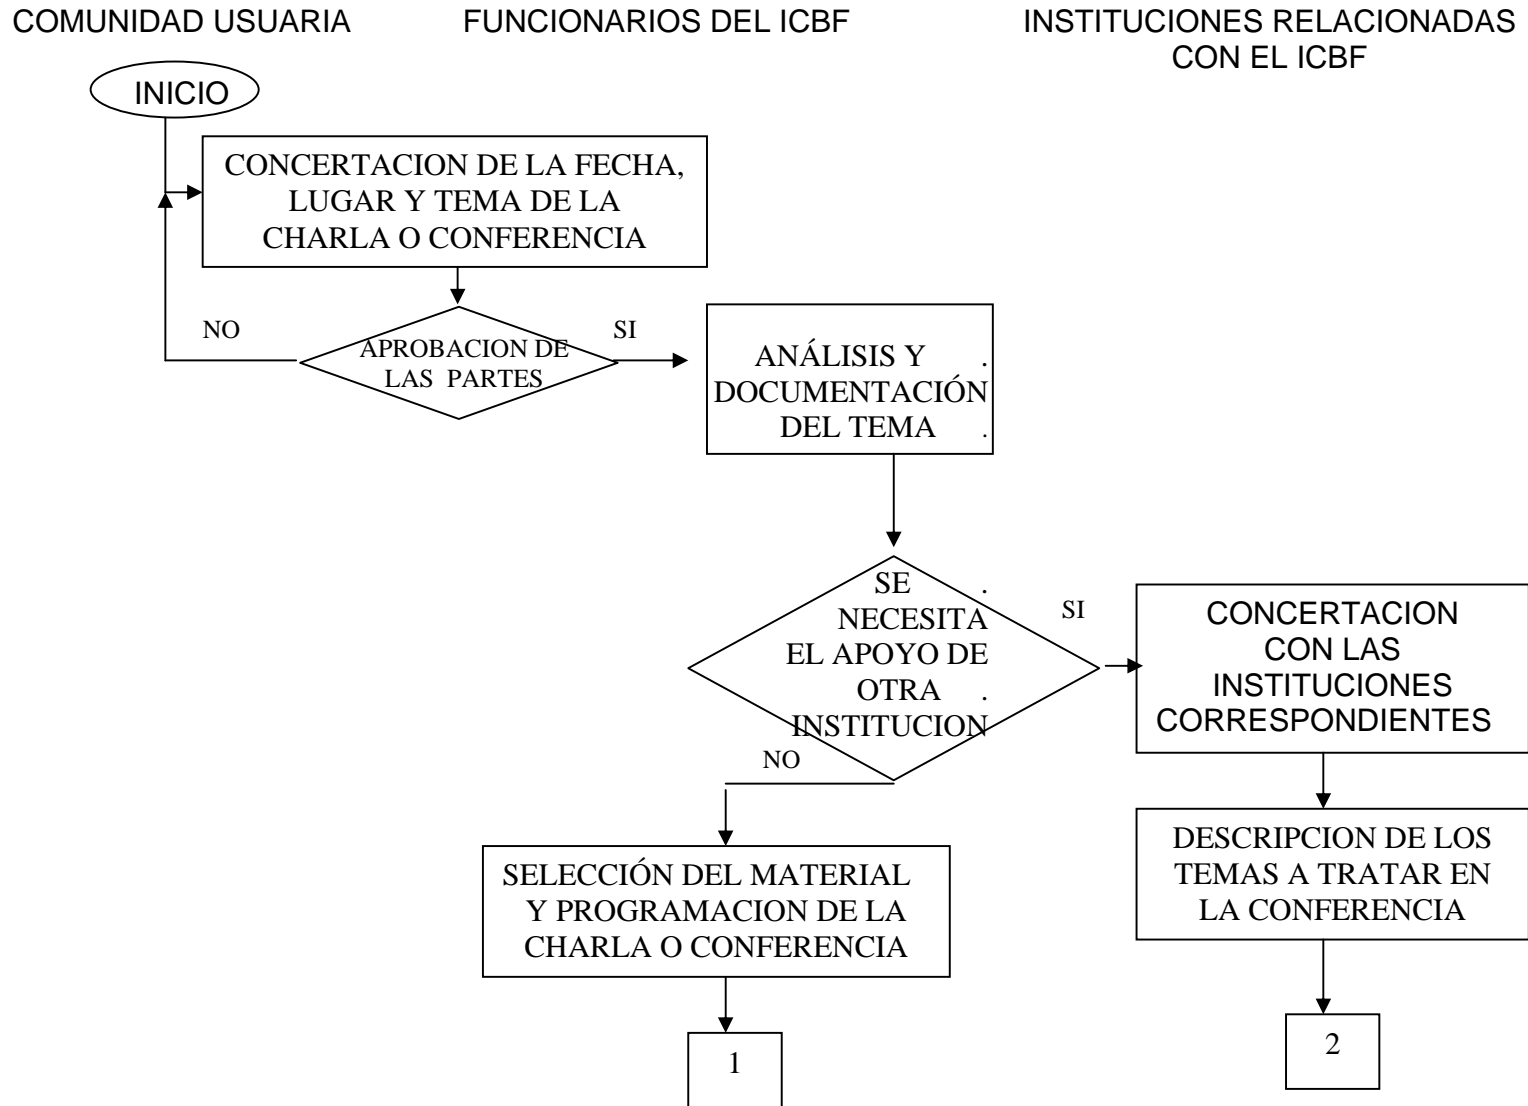 COMUNIDAD USUARIA
FUNCIONARIOS DEL ICBF
INSTITUCIONES RELACIONADAS
CON EL ICBF
INICIO
CONCERTACION DE LA FECHA,
LUGAR Y TEMA DE LA
CHARLA O CONFERENCIA
NO
APROBACION DE
LAS PARTES
SI
ANÁLISIS Y .
DOCUMENTACIÓN
DEL TEMA .
SE .
NECESITA
EL APOYO DE
OTRA .
INSTITUCION
SI
CONCERTACION
CON LAS
INSTITUCIONES
CORRESPONDIENTES
NO
SELECCIÓN DEL MATERIAL
Y PROGRAMACION DE LA
CHARLA O CONFERENCIA
DESCRIPCION DE LOS
TEMAS A TRATAR EN
LA CONFERENCIA
1
2